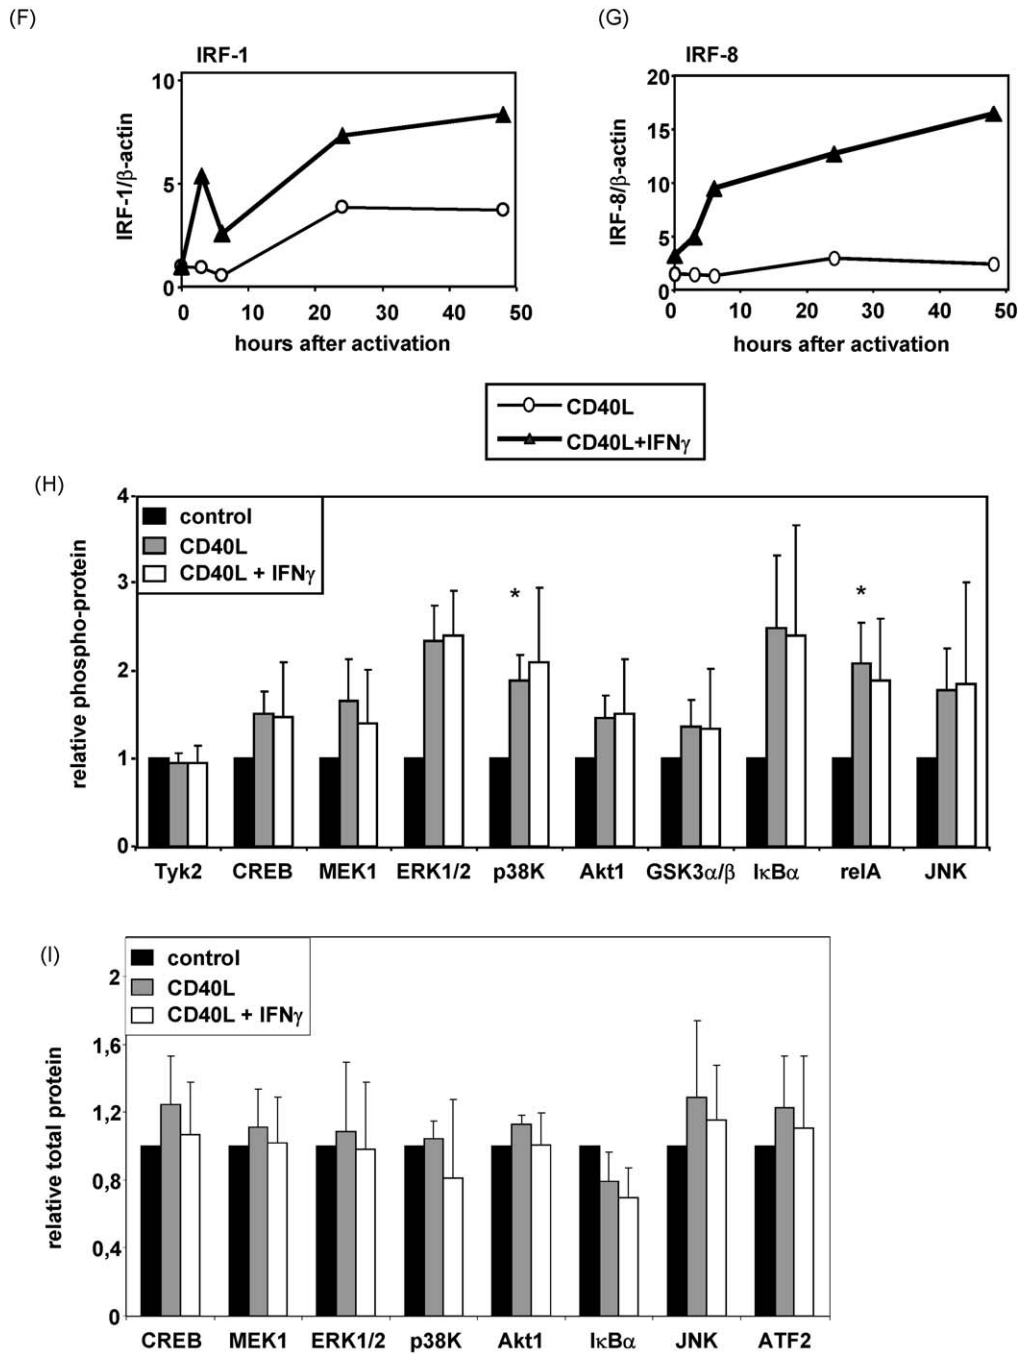 (F)
IRF-1
IRF-1/β-actin
10
5
0
0 10 20 30 40 50
hours after activation
(G)
IRF-8
IRF-8/β-actin
20
15
10
5
0
0 10 20 30 40 50
hours after activation
CD40L
CD40L+IFNγ
(H)
control
CD40L
CD40L + IFNγ
relative phospho-protein
4
3
2
1
0
*
*
Tyk2 CREB MEK1 ERK1/2 p38K Akt1 GSK3α/β IκBα relA JNK
(I)
control
CD40L
CD40L + IFNγ
relative total protein
2
1,6
1,2
0,8
0,4
0
CREB MEK1 ERK1/2 p38K Akt1 IκBα JNK ATF2